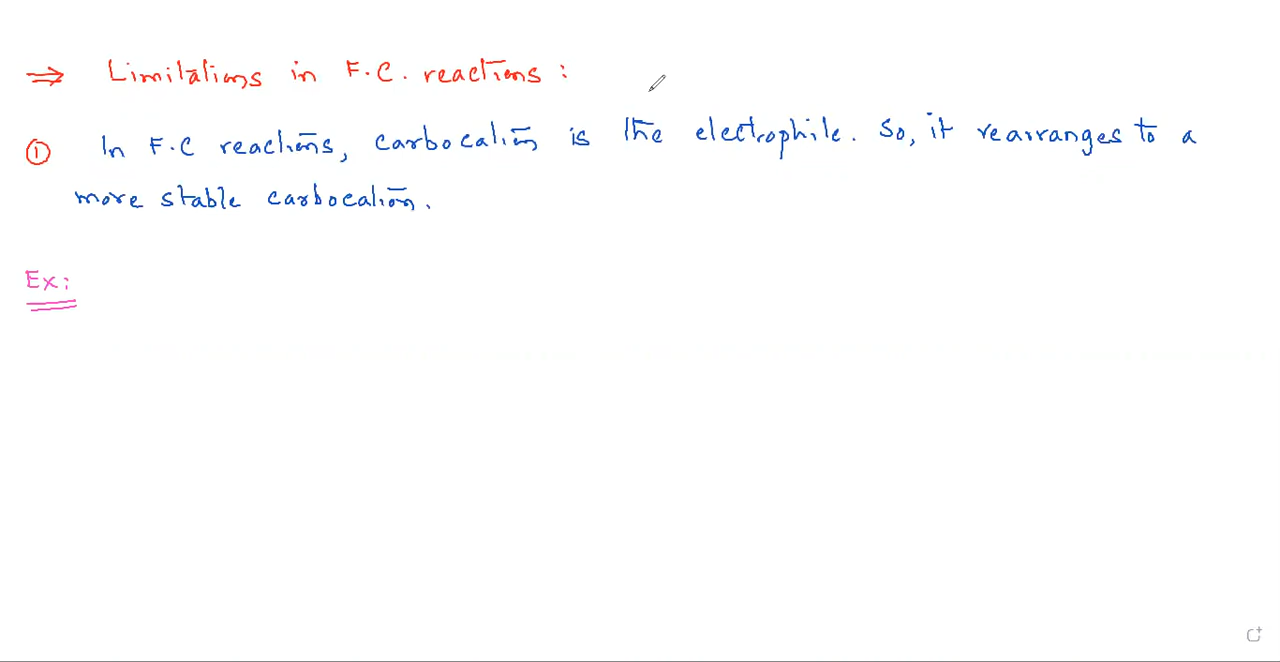 ⇒ Limitations in F.C. reactions :
① In F.C reactions, carbocation is the electrophile. So, it rearranges to a
more stable carbocation.
Ex: